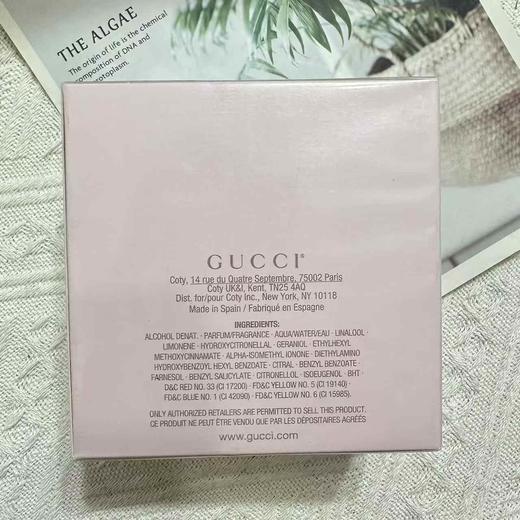 THE ALGAE
The origin of life is the chemical
composition of DNA and
protoplasm.
GUCCI®
Coty, 14 rue du Quatre Septembre, 75002 Paris
Coty UK&I, Kent, TN25 4AQ
Dist. for/pour Coty Inc., New York, NY 10118
Made in Spain / Fabriqué en Espagne
INGREDIENTS:
ALCOHOL DENAT. • PARFUM/FRAGRANCE • AQUA/WATER/EAU • LINALOOL •
LIMONENE • HYDROXYCITRONELLAL • GERANIOL • ETHYLHEXYL
METHOXYCINNAMATE • ALPHA-ISOMETHYL IONONE • DIETHYLAMINO
HYDROXYBENZOYL HEXYL BENZOATE • CITRAL • BENZYL BENZOATE •
FARNESOL • BENZYL SALICYLATE • CITRONELLOL • ISOEUGENOL • BHT •
D&C RED NO. 33 (CI 17200) • FD&C YELLOW NO. 5 (CI 19140) •
FD&C BLUE NO. 1 (CI 42090) • FD&C YELLOW NO. 6 (CI 15985).
ONLY AUTHORIZED RETAILERS ARE PERMITTED TO SELL THIS PRODUCT.
CE PRODUIT NE PEUT ÊTRE VENDU QUE PAR LES DÉPOSITAIRES AGRÉÉS
www.gucci.com